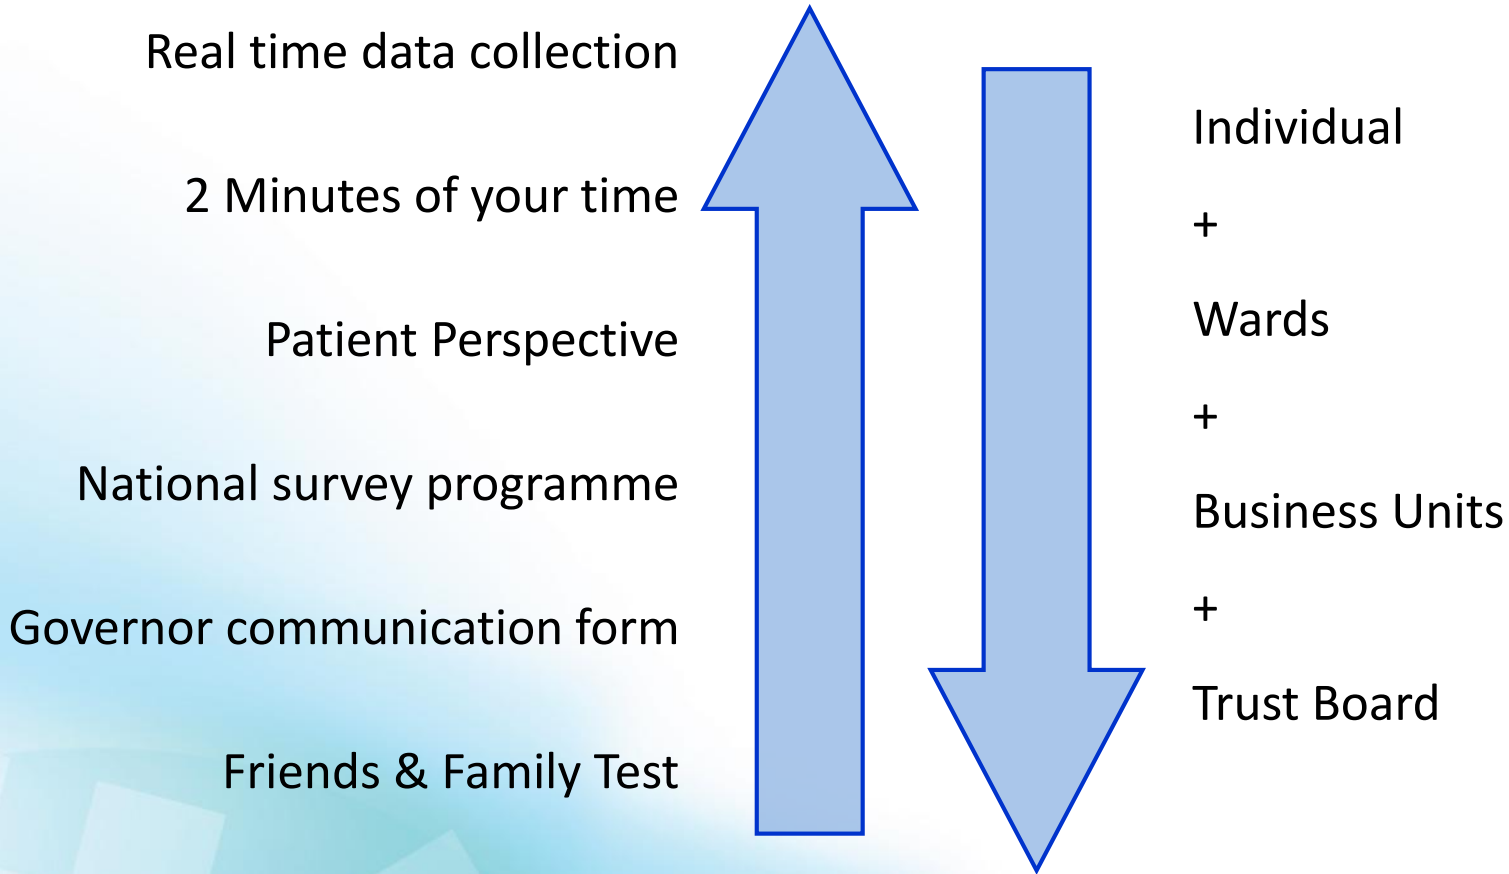 Real time data collection
2 Minutes of your time
Patient Perspective
National survey programme
Governor communication form
Friends & Family Test
Individual
+
Wards
+
Business Units
+
Trust Board